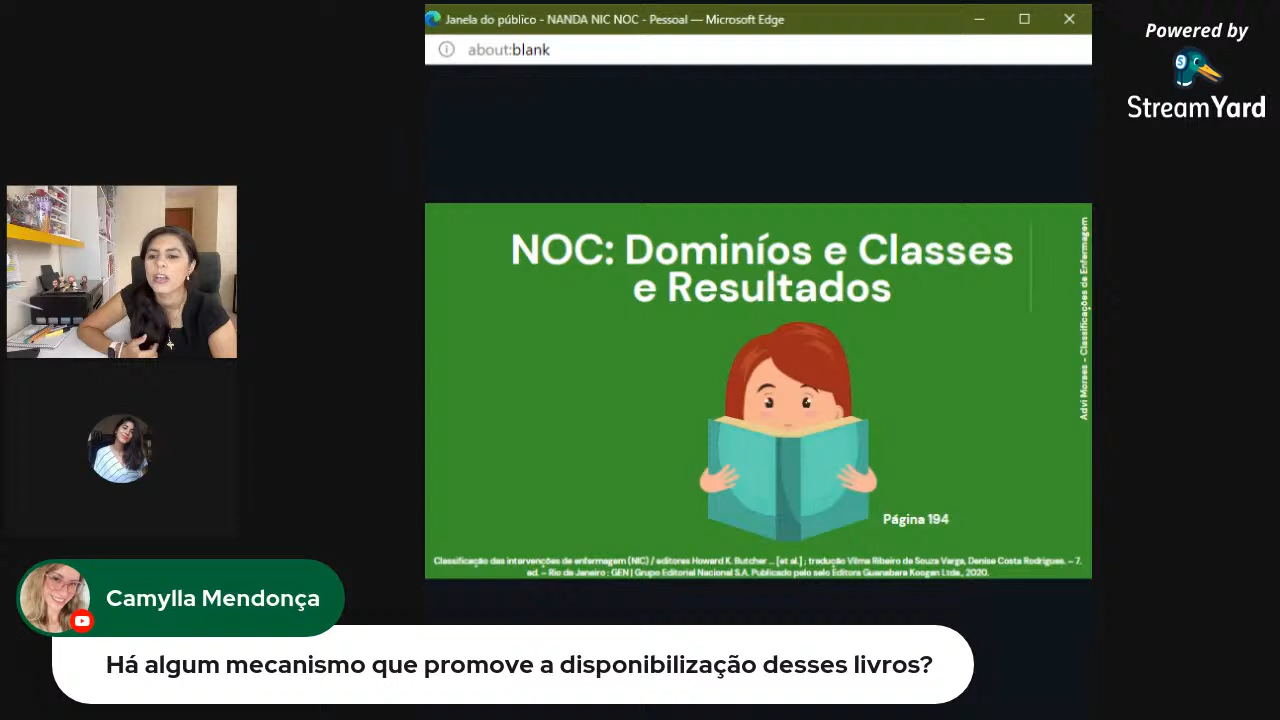 Janela do público - NANDA NIC NOC - Pessoal — Microsoft Edge
about:blank
Powered by
StreamYard
NOC: Dominíos e Classes
e Resultados
Advi Moraes - Classificações de Enfermagem
Página 194
Classificação das intervenções de enfermagem (NIC) / editores Howard K. Butcher ... [et al.] ; tradução Vilma Ribeiro de Souza Varga, Denise Costa Rodrigues. – 7.
ed. – Rio de Janeiro : GEN | Grupo Editorial Nacional S.A. Publicado pelo selo Editora Guanabara Koogan Ltda., 2020.
Camylla Mendonça
Há algum mecanismo que promove a disponibilização desses livros?